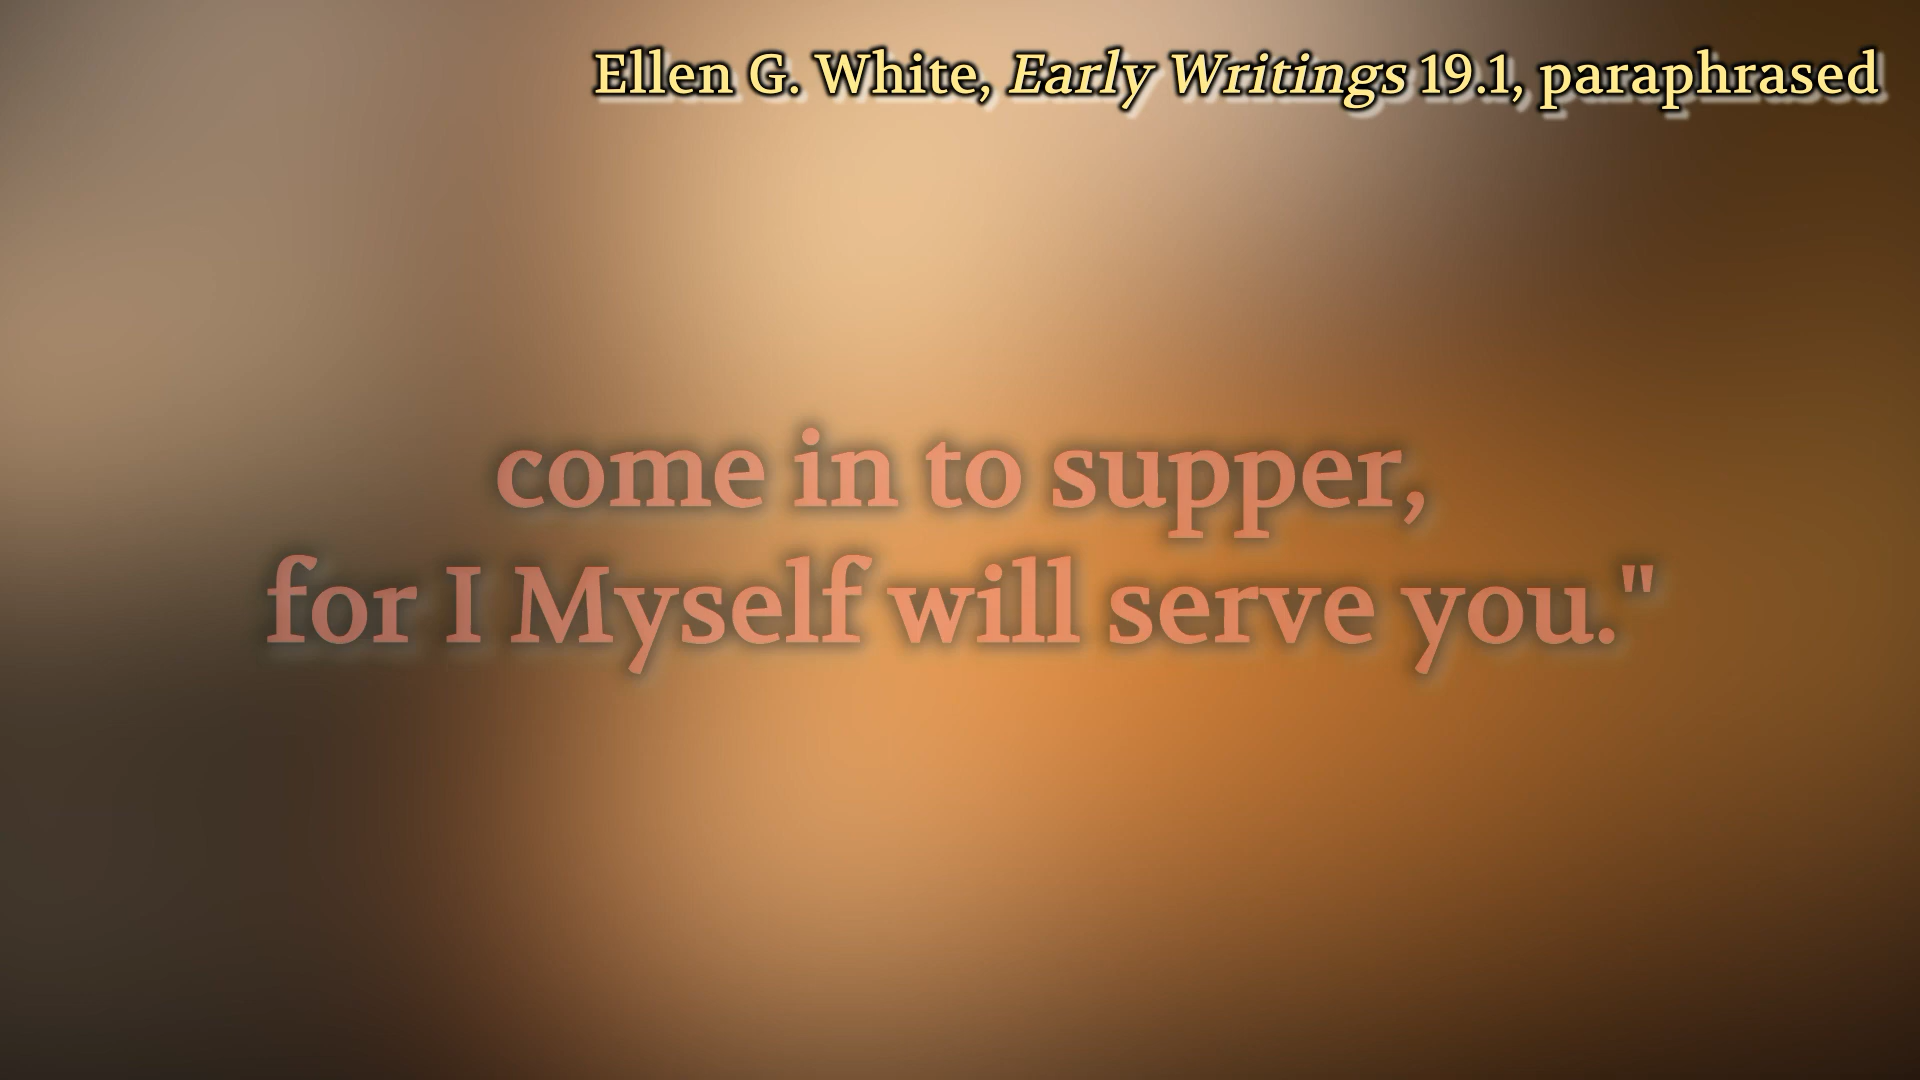 Ellen G. White, Early Writings 19.1, paraphrased
come in to supper,
for I Myself will serve you."